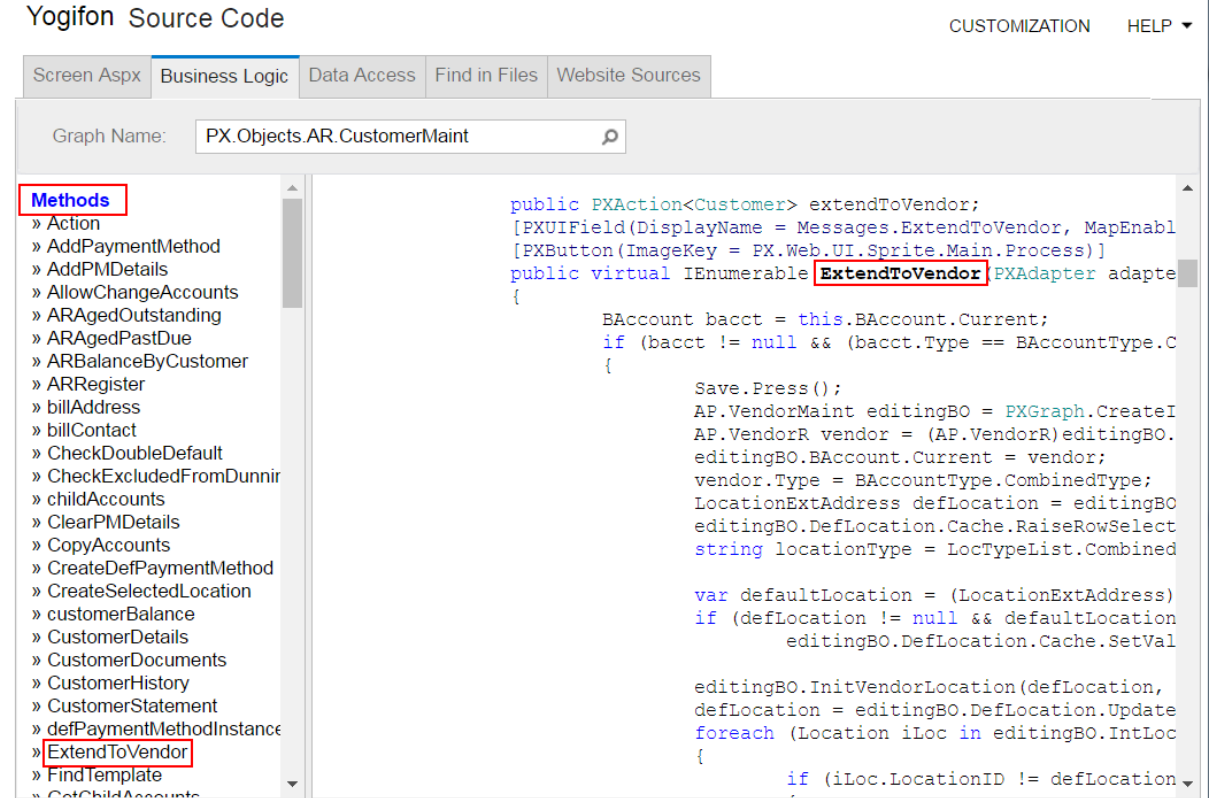 Yogifon Source Code
CUSTOMIZATION HELP
Screen Aspx Business Logic Data Access Find in Files Website Sources
Graph Name: PX.Objects.AR.CustomerMaint
Methods
» Action
» AddPaymentMethod
» AddPMDetails
» AllowChangeAccounts
» ARAgedOutstanding
» ARAgedPastDue
» ARBalanceByCustomer
» ARRegister
» billAddress
» billContact
» CheckDoubleDefault
» CheckExcludedFromDunnin
» childAccounts
» ClearPMDetails
» CopyAccounts
» CreateDefPaymentMethod
» CreateSelectedLocation
» customerBalance
» CustomerDetails
» CustomerDocuments
» CustomerHistory
» CustomerStatement
» defPaymentMethodInstance
» ExtendToVendor
» FindTemplate
» GetChildAccounts
public PXAction<Customer> extendToVendor;
[PXUIField(DisplayName = Messages.ExtendToVendor, MapEnabl
[PXButton(ImageKey = PX.Web.UI.Sprite.Main.Process)]
public virtual IEnumerable ExtendToVendor(PXAdapter adapte
{
BAccount bacct = this.BAccount.Current;
if (bacct != null && (bacct.Type == BAccountType.C
{
Save.Press();
AP.VendorMaint editingBO = PXGraph.CreateI
AP.VendorR vendor = (AP.VendorR)editingBO.
editingBO.BAccount.Current = vendor;
vendor.Type = BAccountType.CombinedType;
LocationExtAddress defLocation = editingBO
editingBO.DefLocation.Cache.RaiseRowSelect
string locationType = LocTypeList.Combined
var defaultLocation = (LocationExtAddress)
if (defLocation != null && defaultLocation
editingBO.DefLocation.Cache.SetVal
editingBO.InitVendorLocation(defLocation,
defLocation = editingBO.DefLocation.Update
foreach (Location iLoc in editingBO.IntLoc
{
if (iLoc.LocationID != defLocation